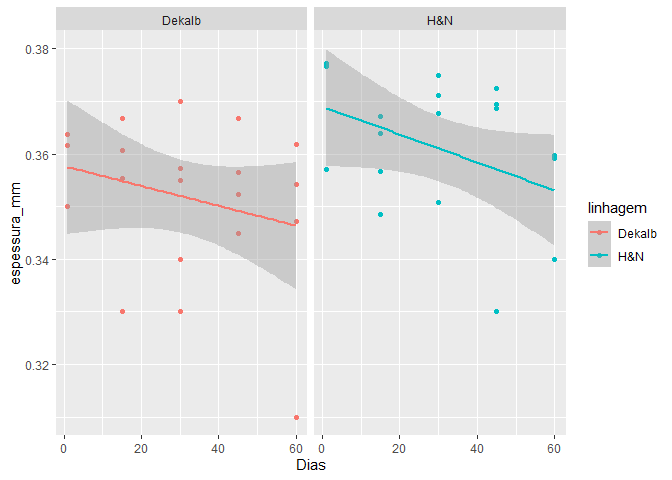 Dekalb
H&N
0.38
0.36
0.34
0.32
espessura_mm
0
20
40
60
0
20
40
60
Dias
linhagem
Dekalb
H&N